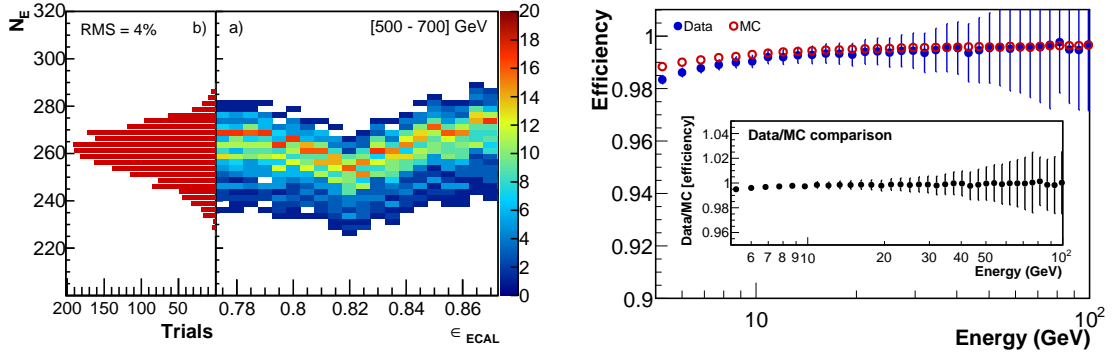 N_E
RMS = 4%
b)
a)
[500 - 700] GeV
280
260
240
220
200 150 100 50
Trials
0.78 0.8 0.82 0.84 0.86
∈ ECAL
20
18
16
14
12
10
8
6
4
2
0
Efficiency
Data MC
1
0.98
0.96
0.94
0.92
0.9
Data/MC comparison
Data/MC [efficiency]
1.04
1.02
1
0.98
0.96
6 7 8 9 10 20 30 40 50 10²
Energy (GeV)
10 10²
Energy (GeV)